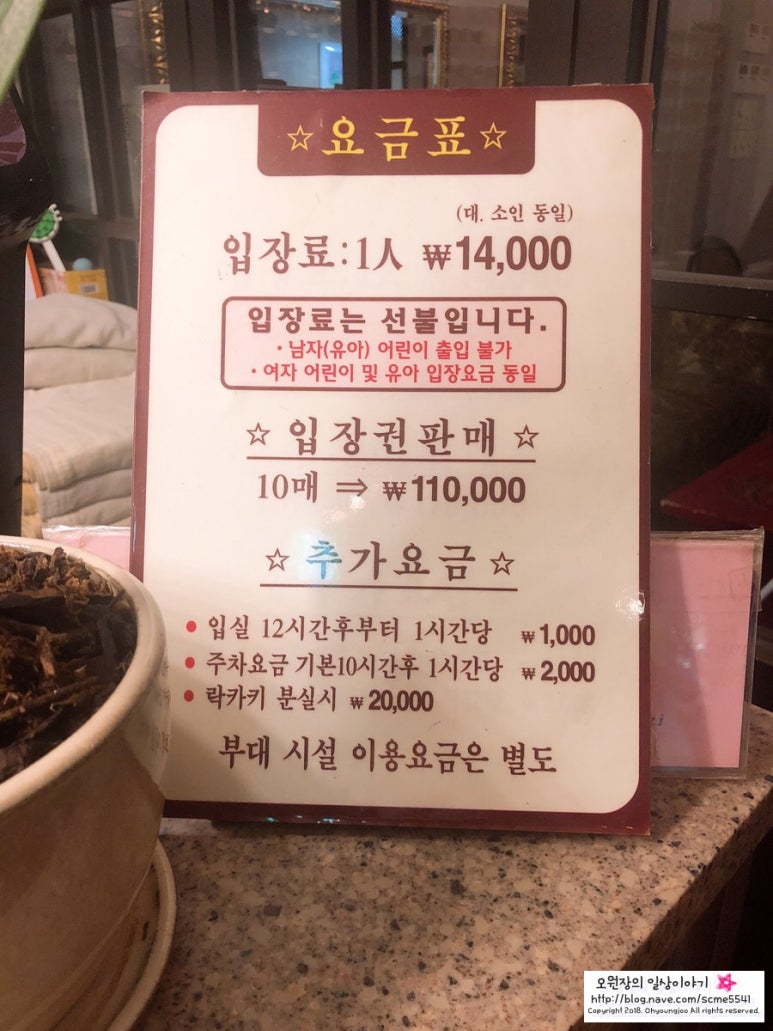 ☆요금표☆
(대. 소인 동일)
입장료:1人 ₩14,000
입장료는 선불입니다.
• 남자(유아) 어린이 출입 불가
• 여자 어린이 및 유아 입장요금 동일
☆ 입장권판매 ☆
10매 ⇒ ₩110,000
☆ 추가요금 ☆
• 입실 12시간후부터 1시간당 ₩1,000
• 주차요금 기본10시간후 1시간당 ₩2,000
• 락카키 분실시 ₩20,000
부대 시설 이용요금은 별도
오원장의 일상이야기
http://blog.nave.com/scme5541
Copyright 2018. Ohyoungjoo All rights reserved.